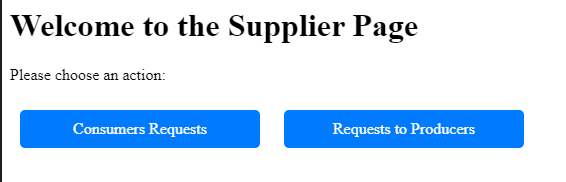 Welcome to the Supplier Page
Please choose an action:
Consumers Requests
Requests to Producers